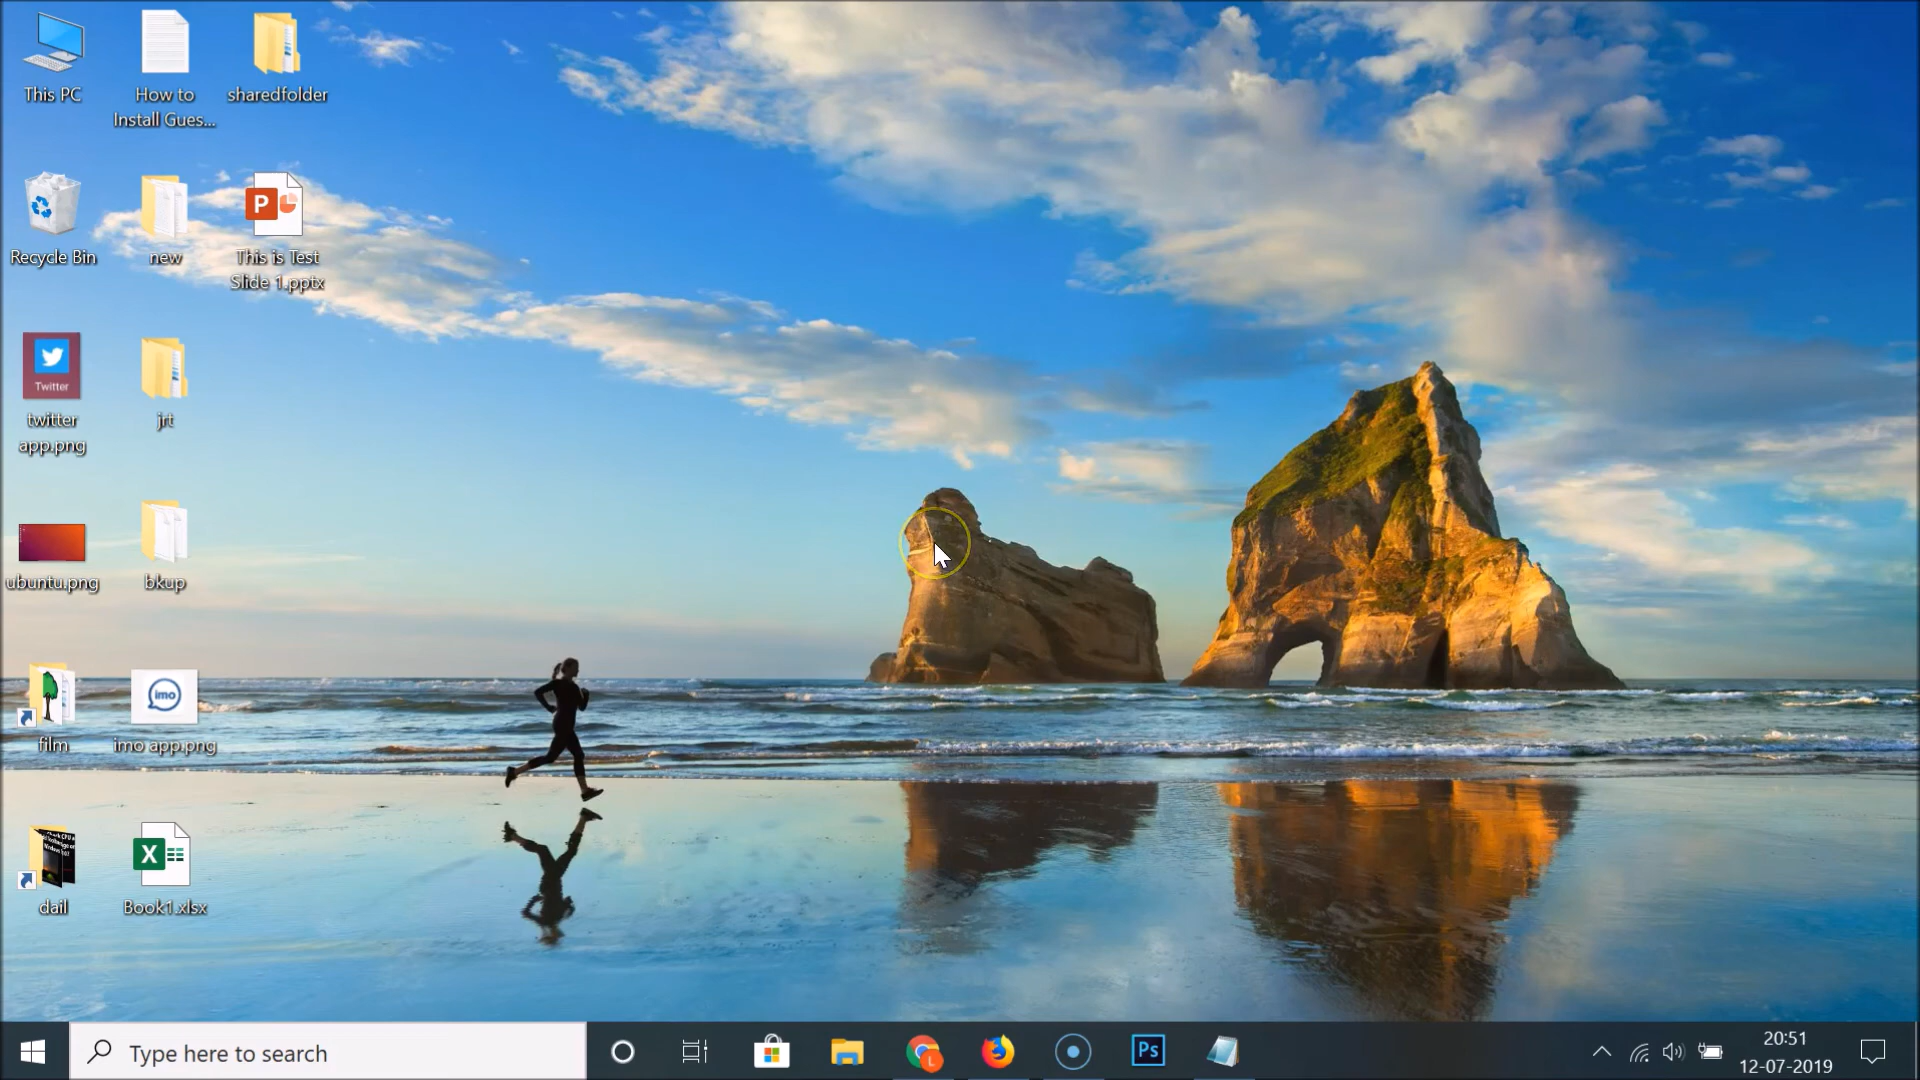 This PC
How to
Install Gues...
sharedfolder
Recycle Bin
new
P
This is Test
Slide 1.pptx
Twitter
twitter
app.png
jrt
ubuntu.png
bkup
film
imo
imo app.png
dail
X
Book1.xlsx
Type here to search
L
Ps
20:51
12-07-2019